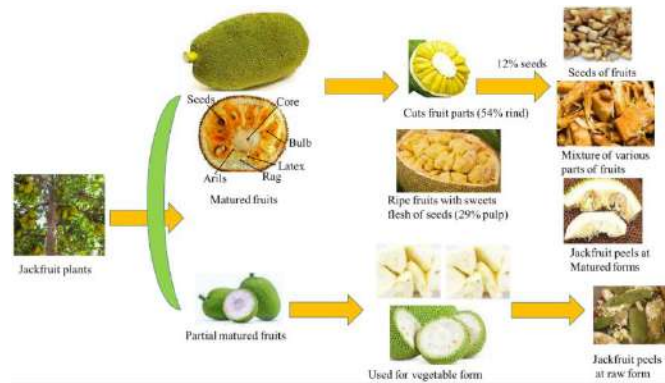 Seeds
Core
Bulb
Latex
Rag
Arils
Matured fruits
Jackfruit plants
Partial matured fruits
Cuts fruit parts (54% rind)
Ripe fruits with sweets
flesh of seeds (29% pulp)
Used for vegetable form
12% seeds
Seeds of fruits
Mixture of various
parts of fruits
Jackfruit peels at
Matured forms
Jackfruit peels
at raw form